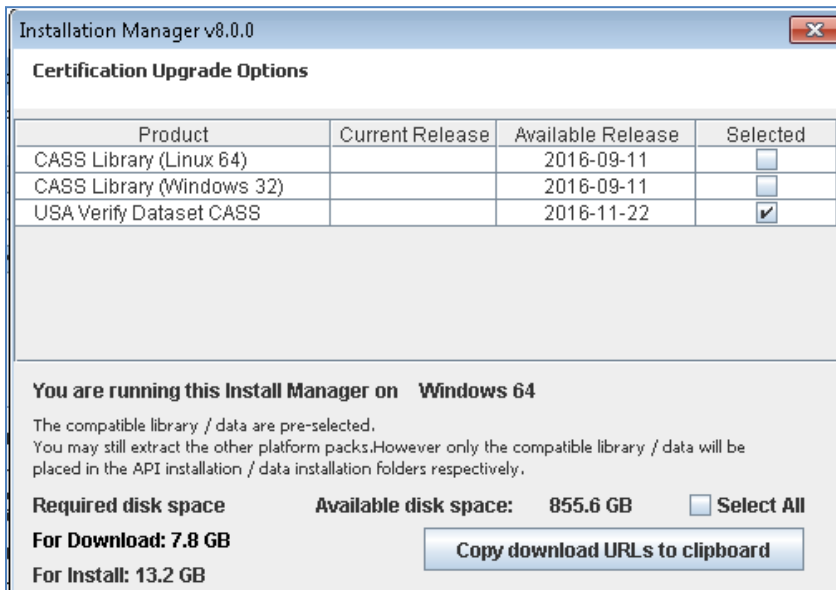 Installation Manager v8.0.0
Certification Upgrade Options
Product Current Release Available Release Selected
CASS Library (Linux 64) 2016-09-11
CASS Library (Windows 32) 2016-09-11
USA Verify Dataset CASS 2016-11-22
You are running this Install Manager on Windows 64
The compatible library / data are pre-selected.
You may still extract the other platform packs.However only the compatible library / data will be
placed in the API installation / data installation folders respectively.
Required disk space Available disk space: 855.6 GB Select All
For Download: 7.8 GB
Copy download URLs to clipboard
For Install: 13.2 GB